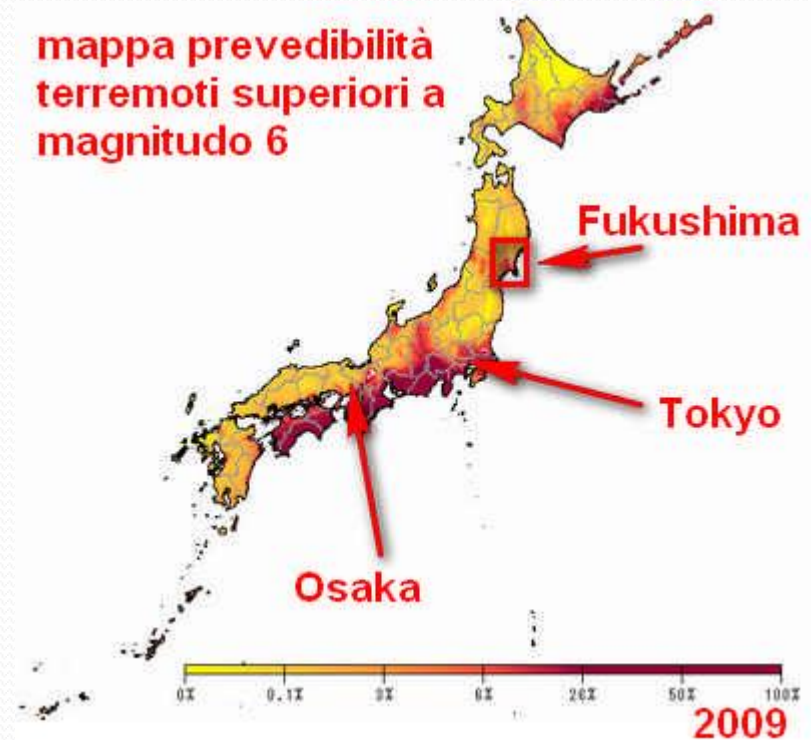 mappa prevedibilità
terremoti superiori a
magnitudo 6
Fukushima
Tokyo
Osaka
0% 0.1% 3% 6% 26% 50% 100%
2009